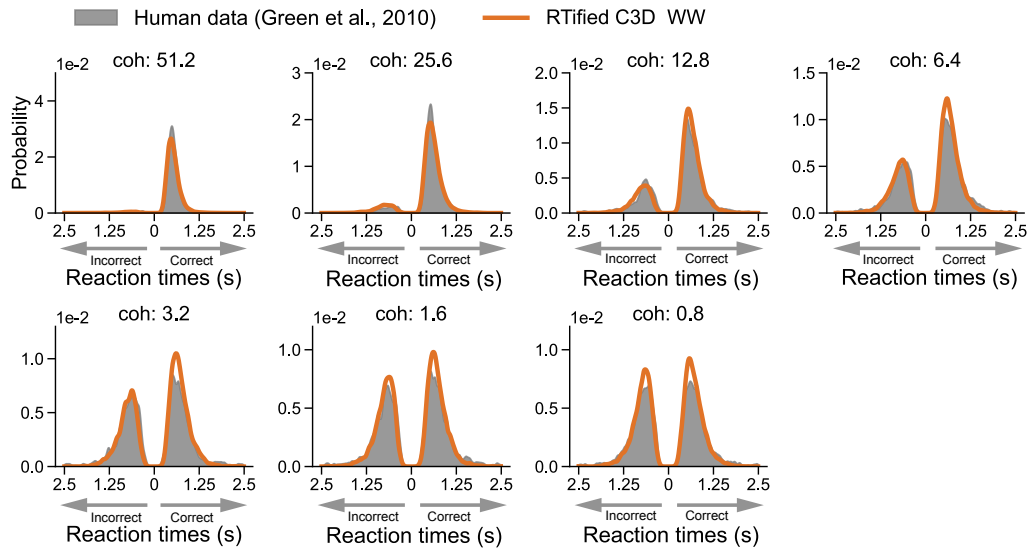 Human data (Green et al., 2010) RTified C3D WW
1e-2 coh: 51.2
4
2
0
Probability
2.5 1.25 0 1.25 2.5
Incorrect Correct
Reaction times (s)
1e-2 coh: 25.6
3
2
1
0
2.5 1.25 0 1.25 2.5
Incorrect Correct
Reaction times (s)
1e-2 coh: 12.8
2.0
1.5
1.0
0.5
0.0
2.5 1.25 0 1.25 2.5
Incorrect Correct
Reaction times (s)
1e-2 coh: 6.4
1.5
1.0
0.5
0.0
2.5 1.25 0 1.25 2.5
Incorrect Correct
Reaction times (s)
1e-2 coh: 3.2
1.0
0.5
0.0
2.5 1.25 0 1.25 2.5
Incorrect Correct
Reaction times (s)
1e-2 coh: 1.6
1.0
0.5
0.0
2.5 1.25 0 1.25 2.5
Incorrect Correct
Reaction times (s)
1e-2 coh: 0.8
1.0
0.5
0.0
2.5 1.25 0 1.25 2.5
Incorrect Correct
Reaction times (s)